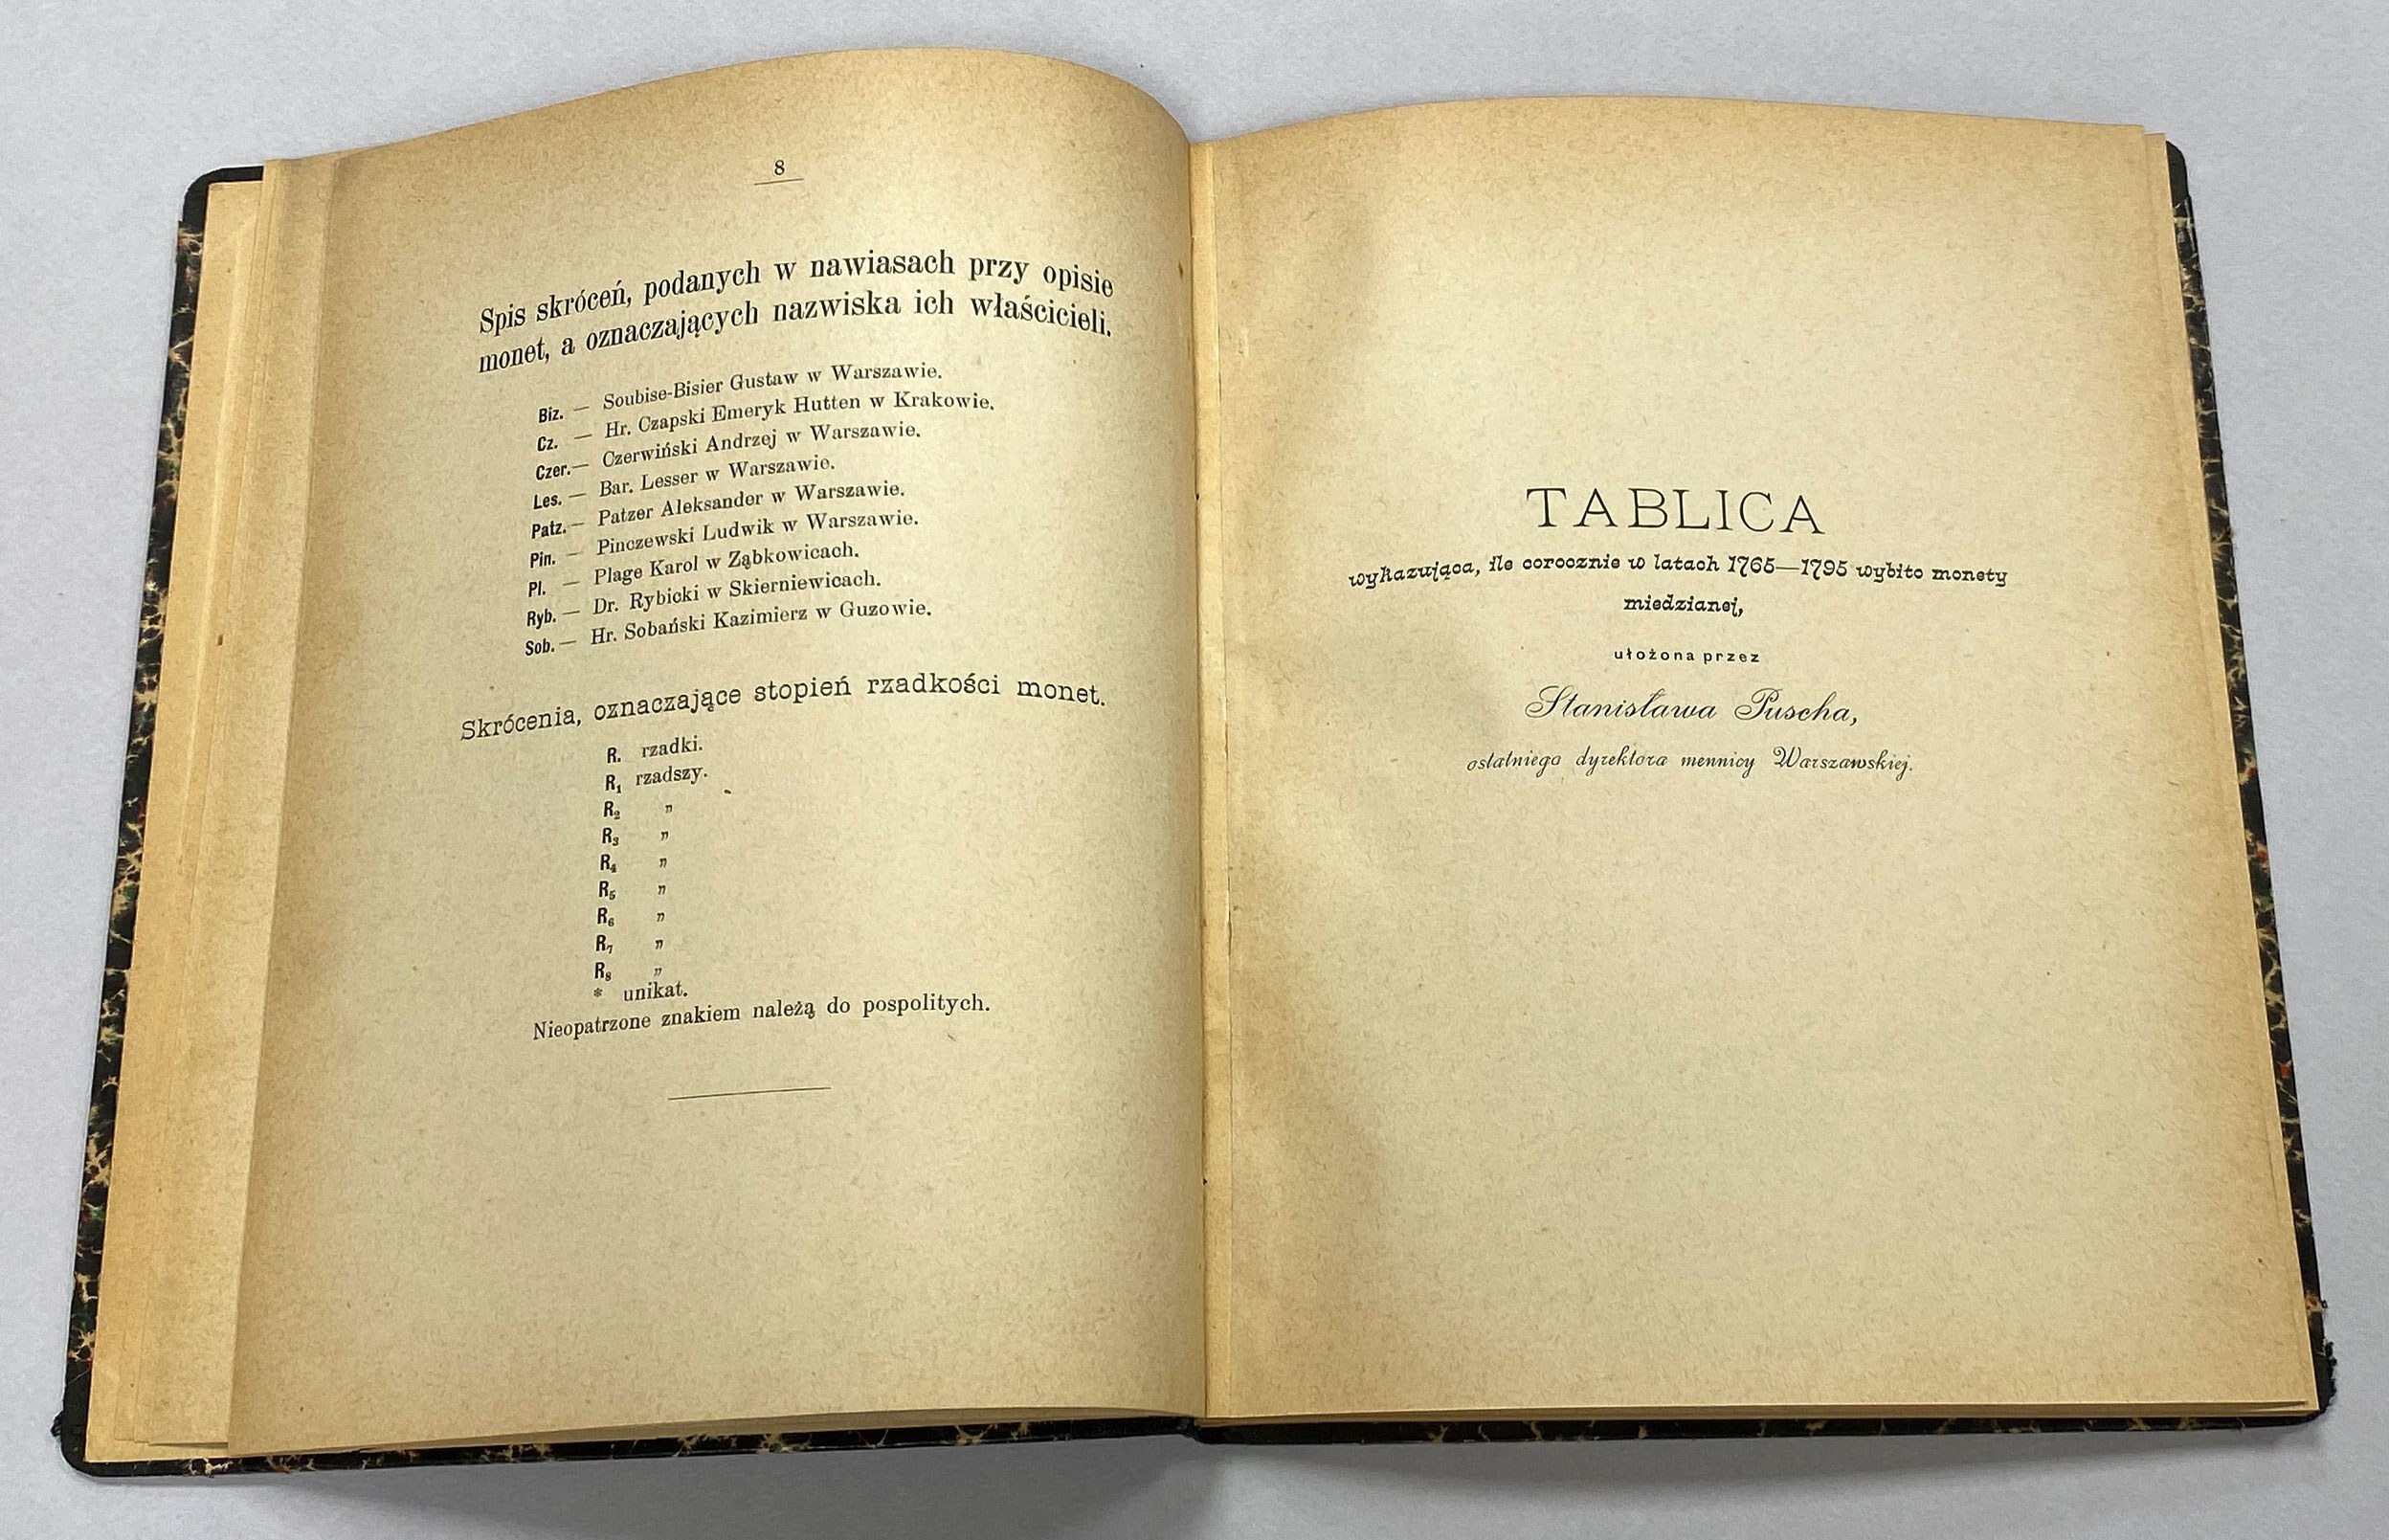 8
Spis skróceń, podanych w nawiasach przy opisie
monet, a oznaczających nazwiska ich właścicieli.
Biz. — Soubise-Bisier Gustaw w Warszawie.
Cz. — Hr. Czapski Emeryk Hutten w Krakowie.
Czer. — Czerwiński Andrzej w Warszawie.
Les. — Bar. Lesser w Warszawie.
Patz. — Patzer Aleksander w Warszawie.
Pin. — Pinczewski Ludwik w Warszawie.
Pl. — Plage Karol w Ząbkowicach.
Ryb. — Dr. Rybicki w Skierniewicach.
Sob. — Hr. Sobański Kazimierz w Guzowie.
Skrócenia, oznaczające stopień rzadkości monet.
R. rzadki.
R₁ rzadszy.
R₂ „
R₃ „
R₄ „
R₅ „
R₆ „
R₇ „
R₈ „
* unikat.
Nieopatrzone znakiem należą do pospolitych.
TABLICA
wykazująca, ile corocznie w latach 1765—1795 wybito monety
miedzianej,
ułożona przez
Stanisława Puscha,
ostatniego dyrektora mennicy Warszawskiej.